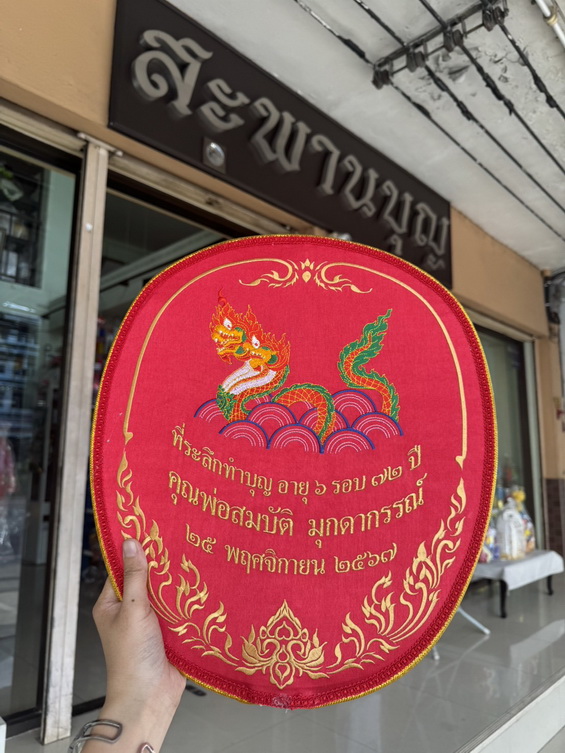 สะพานบุญ
ที่ระลึกทำบุญ อายุ ๖ รอบ ๗๒ ปี
คุณพ่อสมบัติ มุกดากรรณ์
๒๕ พฤศจิกายน ๒๕๖๗